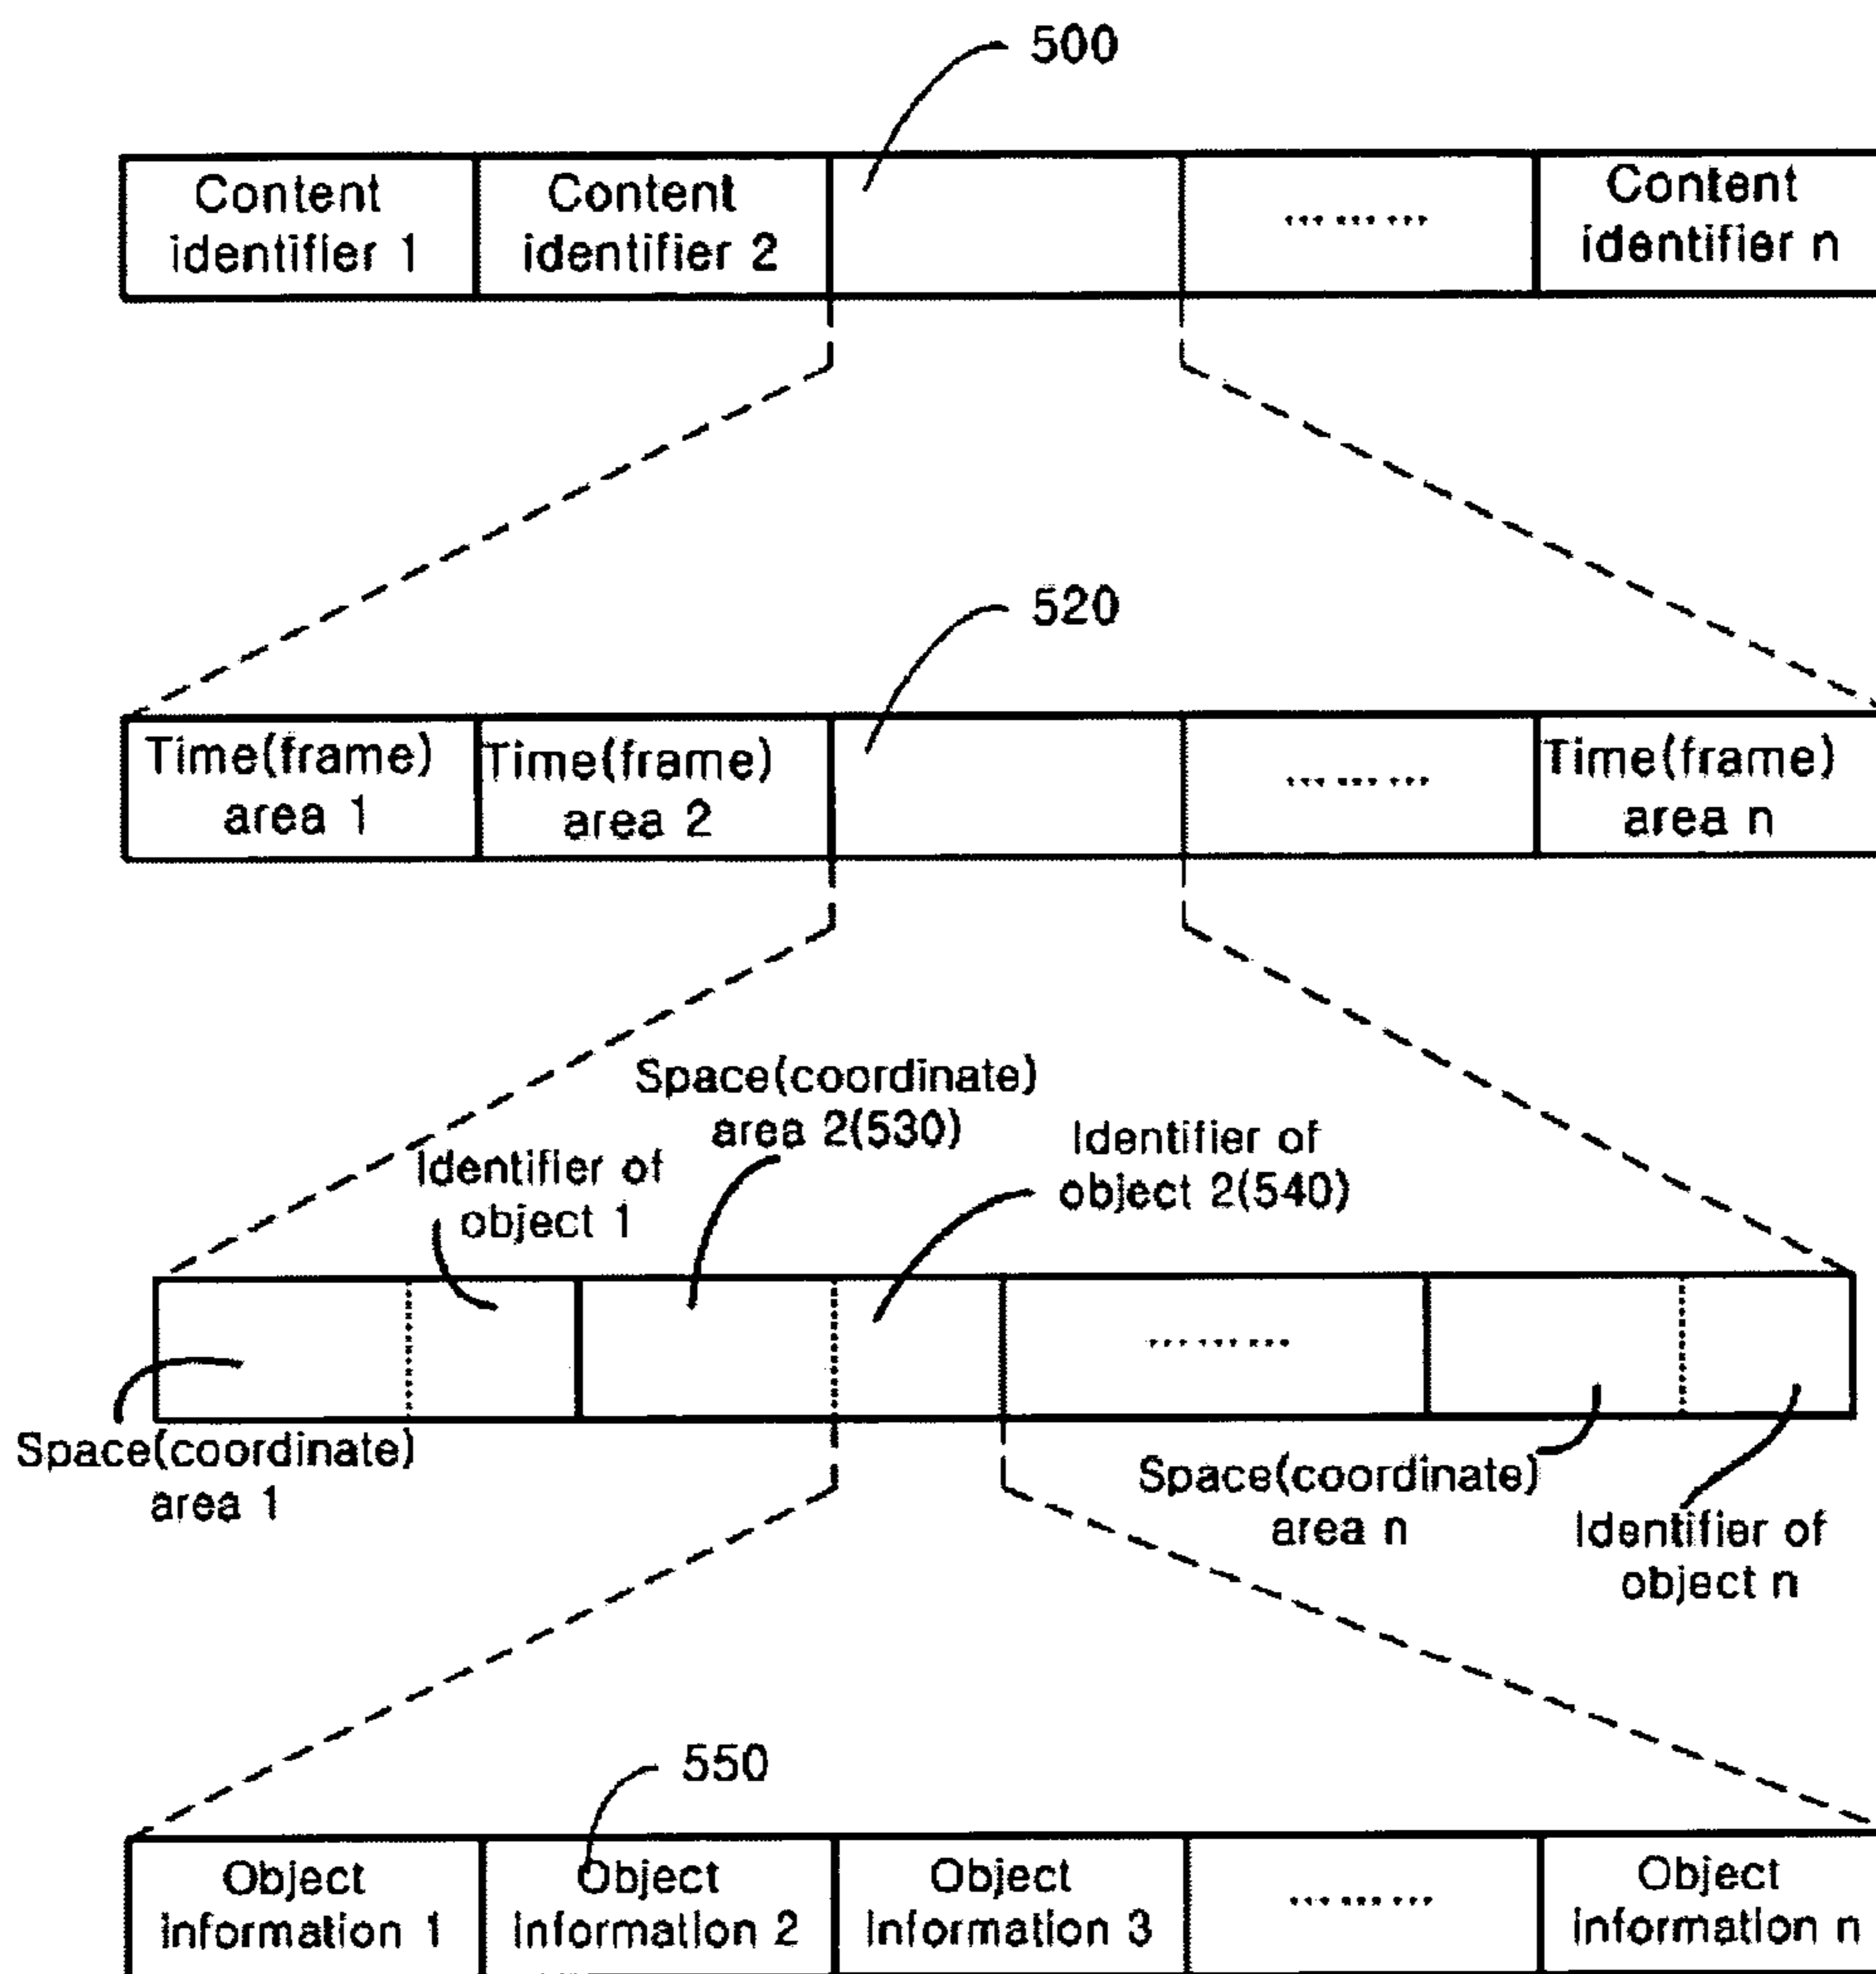 500
Content
identifier 1
Content
identifier 2
.........
Content
identifier n
520
Time(frame)
area 1
Time(frame)
area 2
.........
Time(frame)
area n
Space(coordinate)
area 2(530)
Identifier of
object 2(540)
Identifier of
object 1
.........
Space(coordinate)
area 1
Space(coordinate)
area n
Identifier of
object n
550
Object
information 1
Object
information 2
Object
information 3
.........
Object
information n